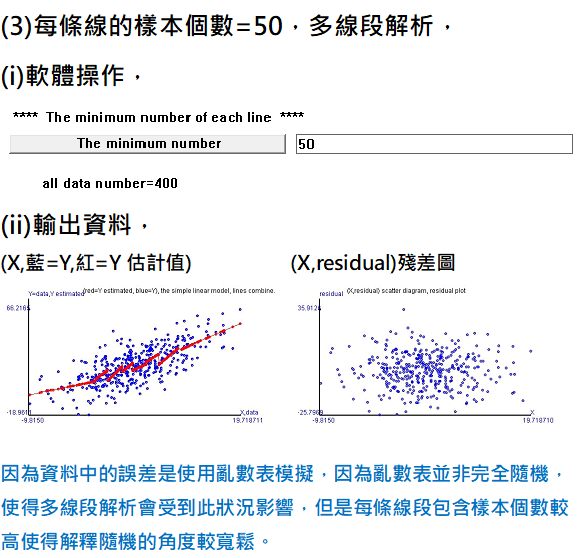 (3)每條線的樣本個數=50，多線段解析，
(i)軟體操作，
**** The minimum number of each line ****
The minimum number 50
all data number=400
(ii)輸出資料，
(X,藍=Y,紅=Y 估計值) (X,residual)殘差圖
Y=data,Y estimated (red=Y estimated, blue=Y), the simple linear model, lines combine.
66.216
-18.961
-9.8150 19.718711
X,data
residual (X,residual) scatter diagram, residual plot
35.912
-25.796
-9.8150 19.718710
X
因為資料中的誤差是使用亂數表模擬，因為亂數表並非完全隨機，
使得多線段解析會受到此狀況影響，但是每條線段包含樣本個數較
高使得解釋隨機的角度較寬鬆。